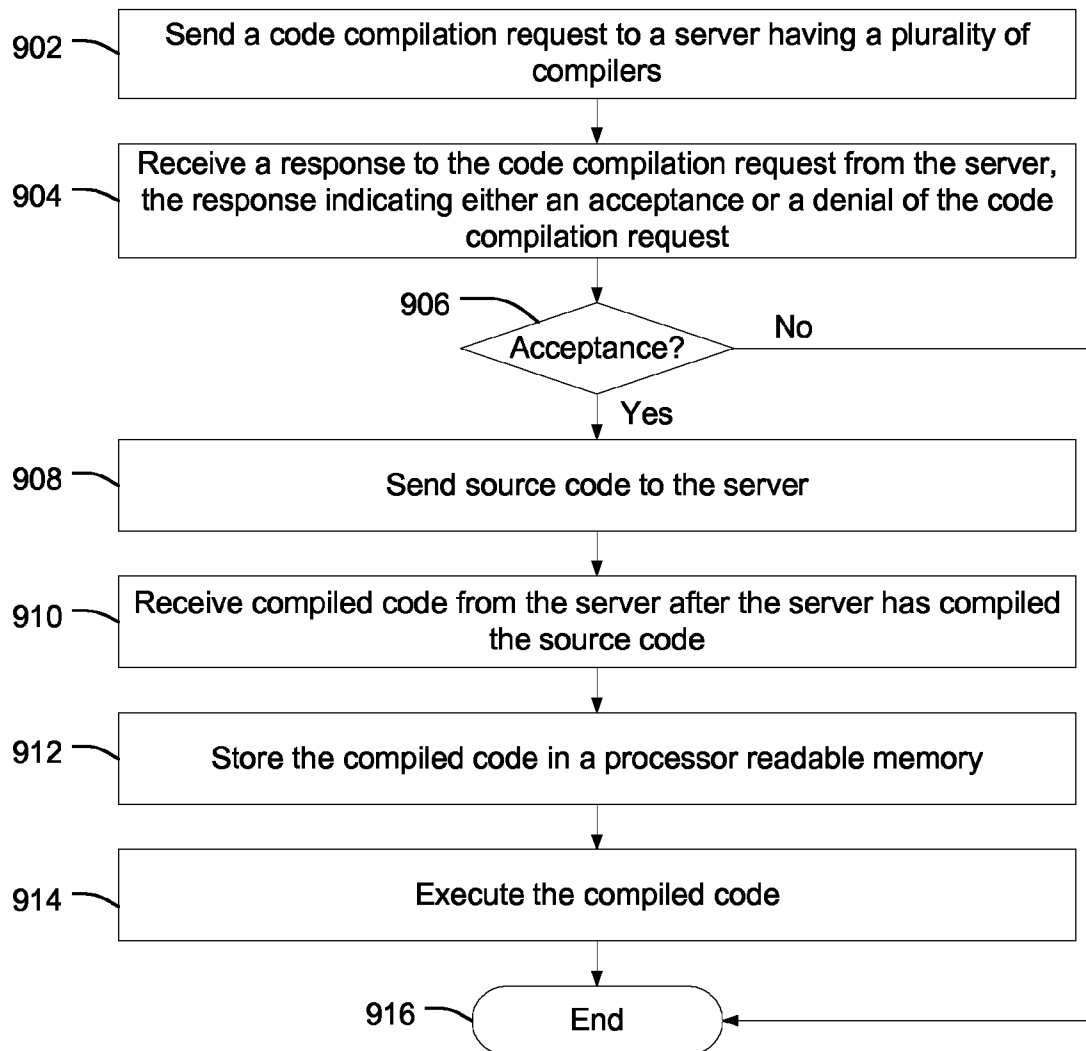 902
Send a code compilation request to a server having a plurality of
compilers
904
Receive a response to the code compilation request from the server,
the response indicating either an acceptance or a denial of the code
compilation request
906
Acceptance?
No
Yes
908
Send source code to the server
910
Receive compiled code from the server after the server has compiled
the source code
912
Store the compiled code in a processor readable memory
914
Execute the compiled code
916
End